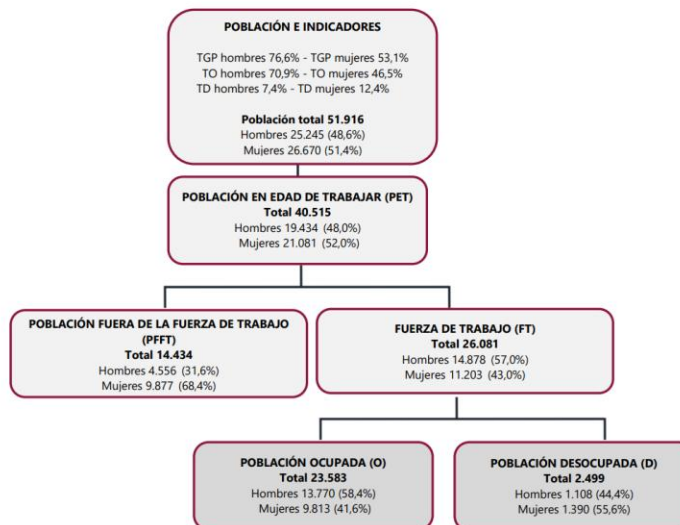 POBLACIÓN E INDICADORES
TGP hombres 76,6% - TGP mujeres 53,1%
TO hombres 70,9% - TO mujeres 46,5%
TD hombres 7,4% - TD mujeres 12,4%
Población total 51.916
Hombres 25.245 (48,6%)
Mujeres 26.670 (51,4%)
POBLACIÓN EN EDAD DE TRABAJAR (PET)
Total 40.515
Hombres 19.434 (48,0%)
Mujeres 21.081 (52,0%)
POBLACIÓN FUERA DE LA FUERZA DE TRABAJO
(PFFT)
Total 14.434
Hombres 4.556 (31,6%)
Mujeres 9.877 (68,4%)
FUERZA DE TRABAJO (FT)
Total 26.081
Hombres 14.878 (57,0%)
Mujeres 11.203 (43,0%)
POBLACIÓN OCUPADA (O)
Total 23.583
Hombres 13.770 (58,4%)
Mujeres 9.813 (41,6%)
POBLACIÓN DESOCUPADA (D)
Total 2.499
Hombres 1.108 (44,4%)
Mujeres 1.390 (55,6%)